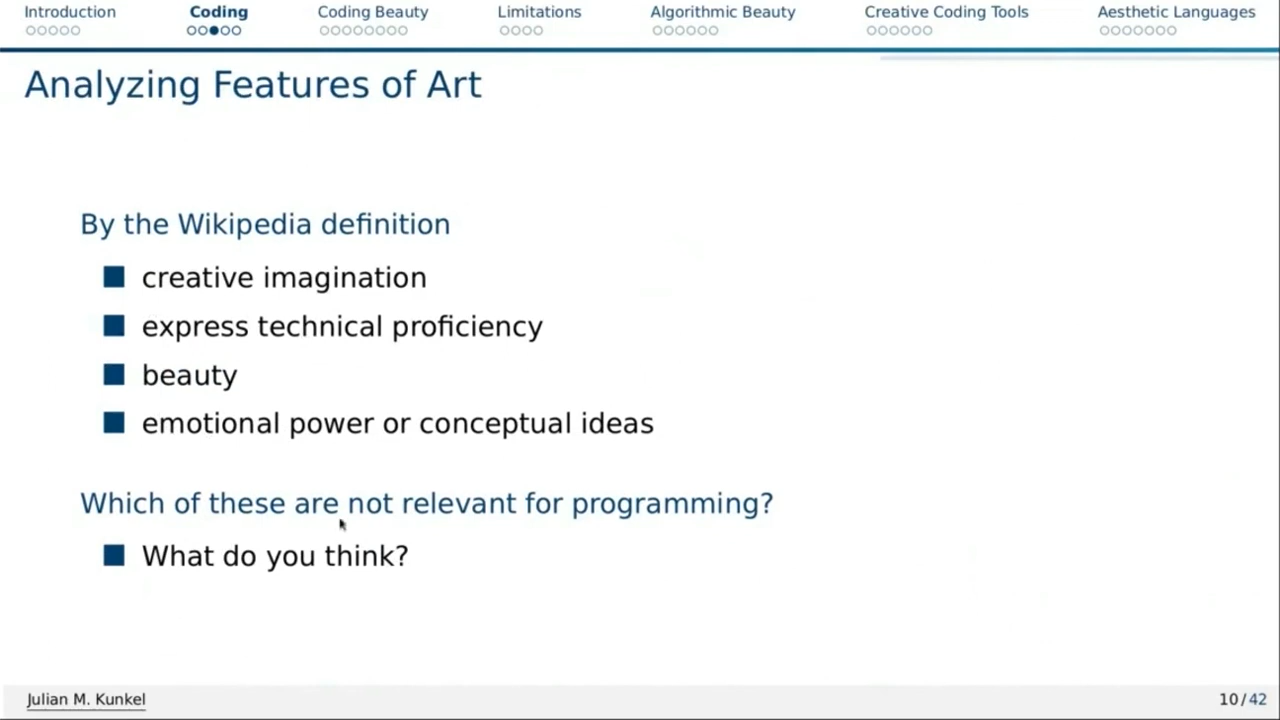 Introduction Coding Coding Beauty Limitations Algorithmic Beauty Creative Coding Tools Aesthetic Languages
Analyzing Features of Art
By the Wikipedia definition
creative imagination
express technical proficiency
beauty
emotional power or conceptual ideas
Which of these are not relevant for programming?
What do you think?
Julian M. Kunkel 10/42